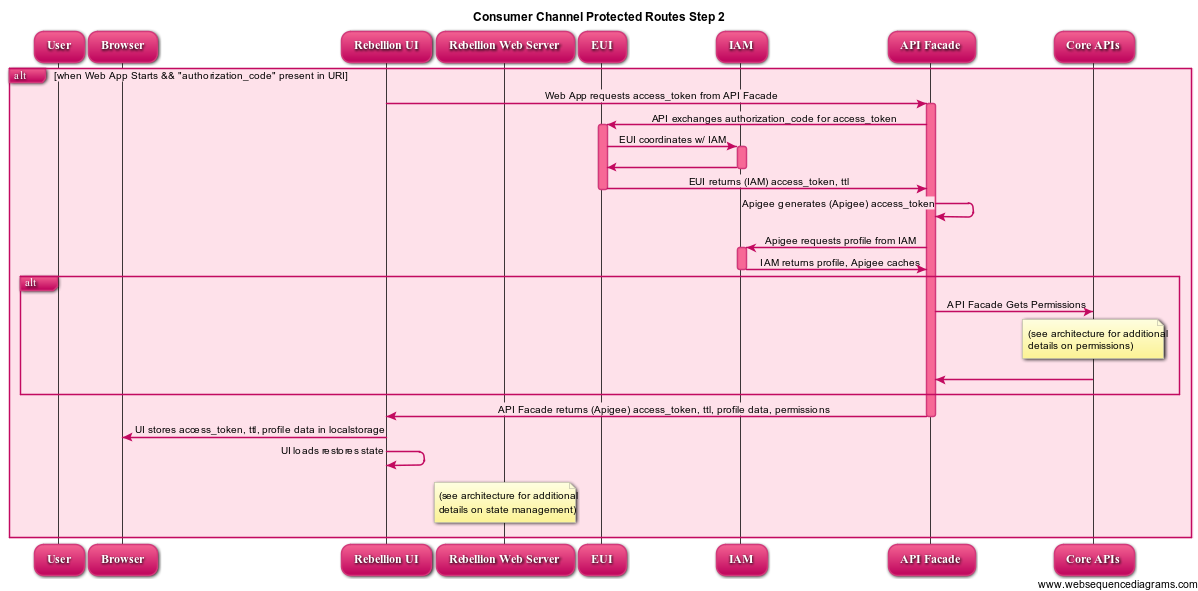 Consumer Channel Protected Routes Step 2
User Browser Rebellion UI Rebellion Web Server EUI IAM API Facade Core APIs
alt [when Web App Starts && "authorization_code" present in URI]
Web App requests access_token from API Facade
API exchanges authorization_code for access_token
EUI coordinates w/ IAM
EUI returns (IAM) access_token, ttl
Apigee generates (Apigee) access_token
Apigee requests profile from IAM
IAM returns profile, Apigee caches
alt
API Facade Gets Permissions
(see architecture for additional
details on permissions)
API Facade returns (Apigee) access_token, ttl, profile data, permissions
UI stores access_token, ttl, profile data in localstorage
UI loads restores state
(see architecture for additional
details on state management)
User Browser Rebellion UI Rebellion Web Server EUI IAM API Facade Core APIs
www.websequencediagrams.com